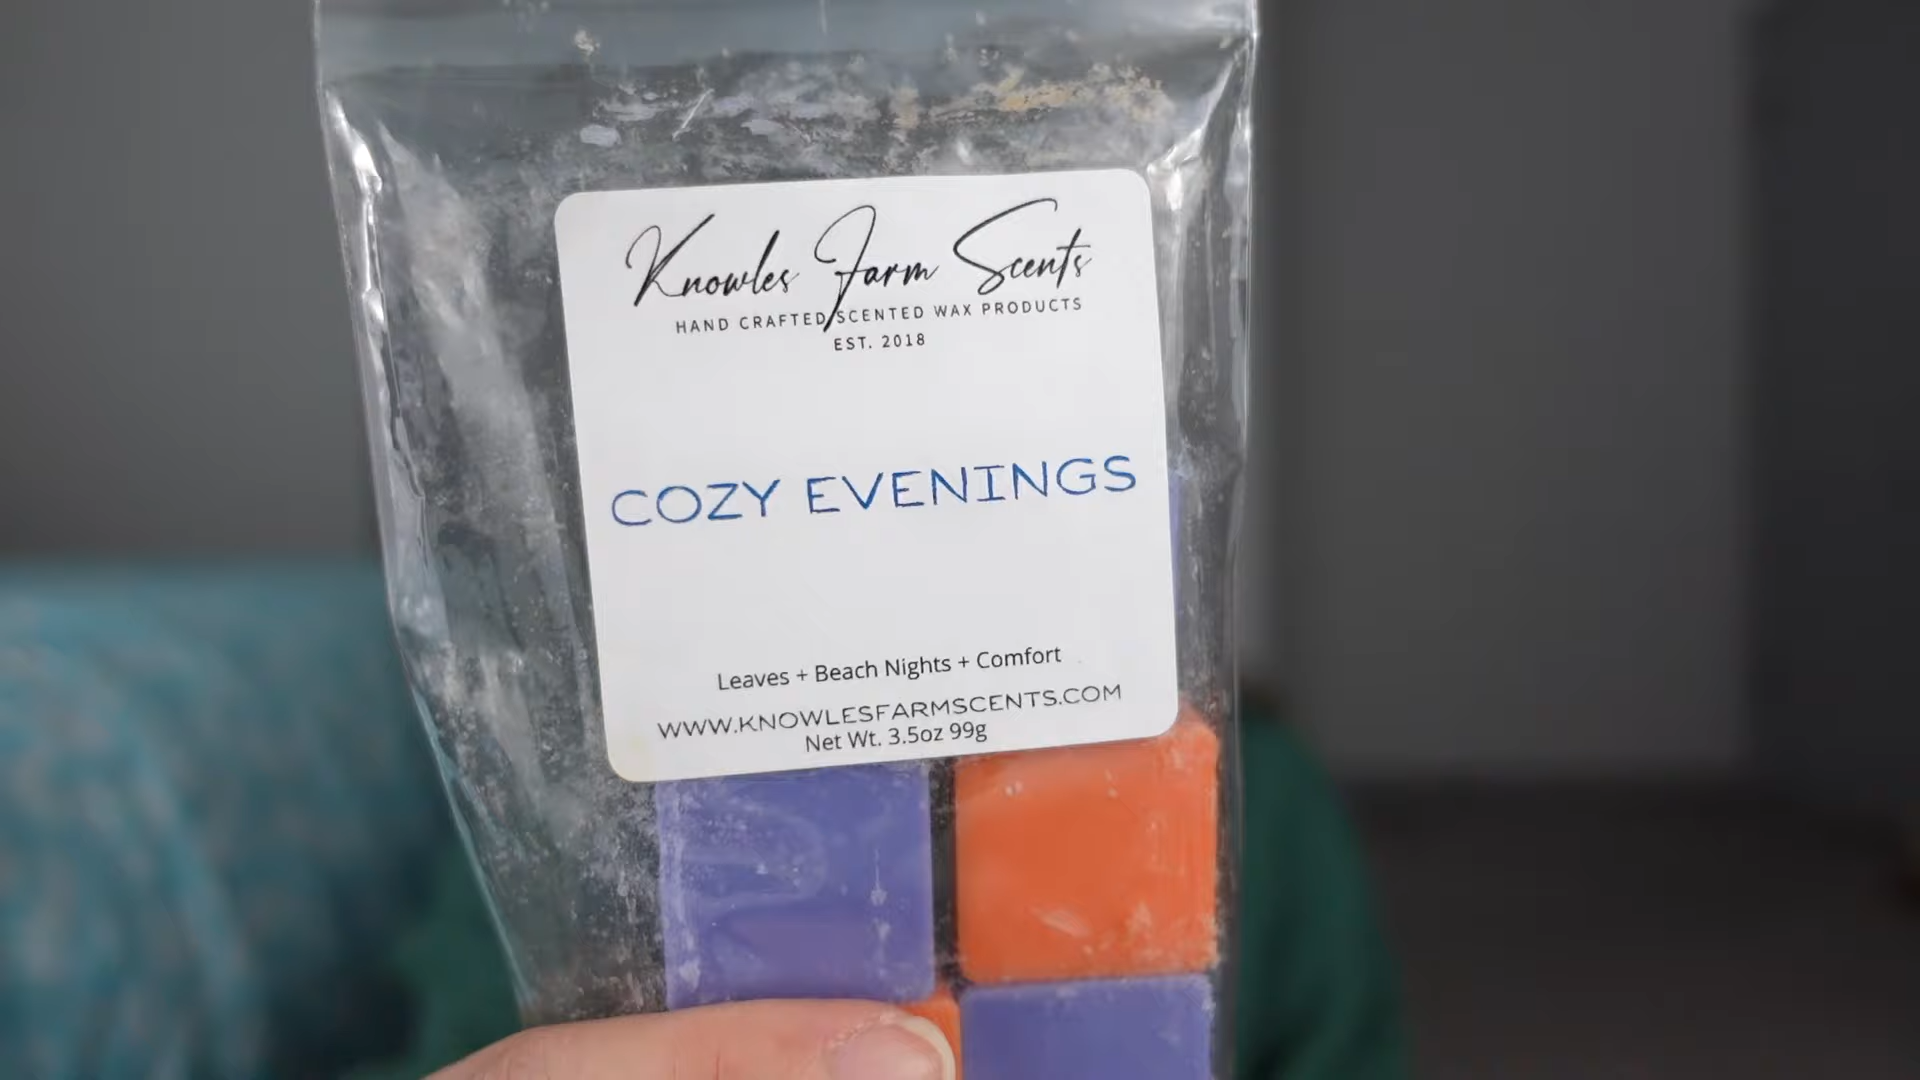 Knowles Farm Scents
HAND CRAFTED SCENTED WAX PRODUCTS
EST. 2018
COZY EVENINGS
Leaves + Beach Nights + Comfort
WWW.KNOWLESFARMSCENTS.COM
Net Wt. 3.5oz 99g